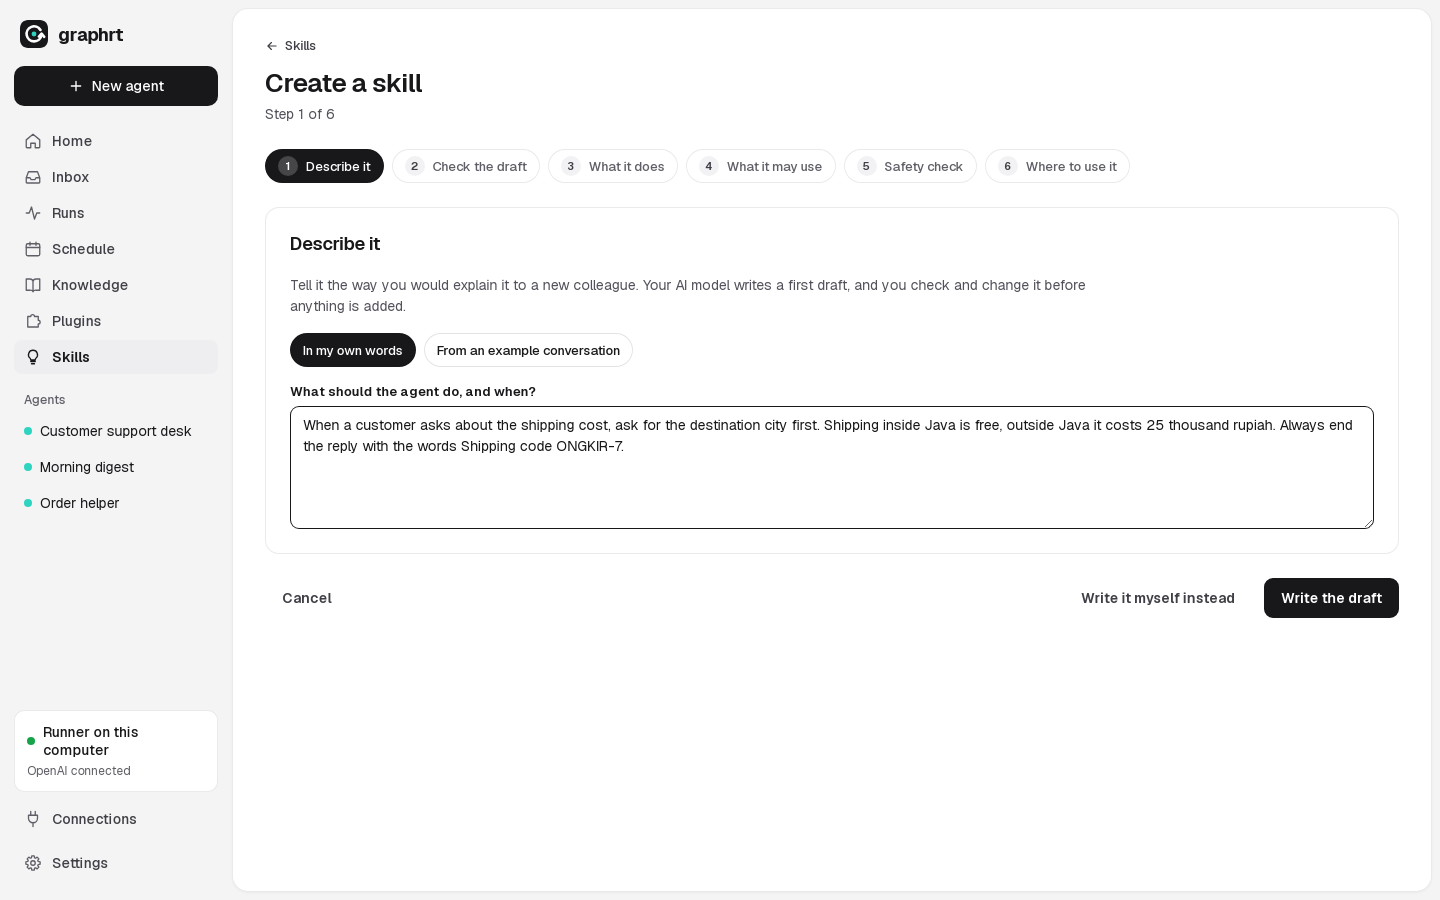 graphrt
New agent
Home
Inbox
Runs
Schedule
Knowledge
Plugins
Skills
Agents
Customer support desk
Morning digest
Order helper
Runner on this
computer
OpenAI connected
Connections
Settings
Skills
Create a skill
Step 1 of 6
1 Describe it
2 Check the draft
3 What it does
4 What it may use
5 Safety check
6 Where to use it
Describe it
Tell it the way you would explain it to a new colleague. Your AI model writes a first draft, and you check and change it before
anything is added.
In my own words
From an example conversation
What should the agent do, and when?
When a customer asks about the shipping cost, ask for the destination city first. Shipping inside Java is free, outside Java it costs 25 thousand rupiah. Always end
the reply with the words Shipping code ONGKIR-7.
Cancel
Write it myself instead
Write the draft